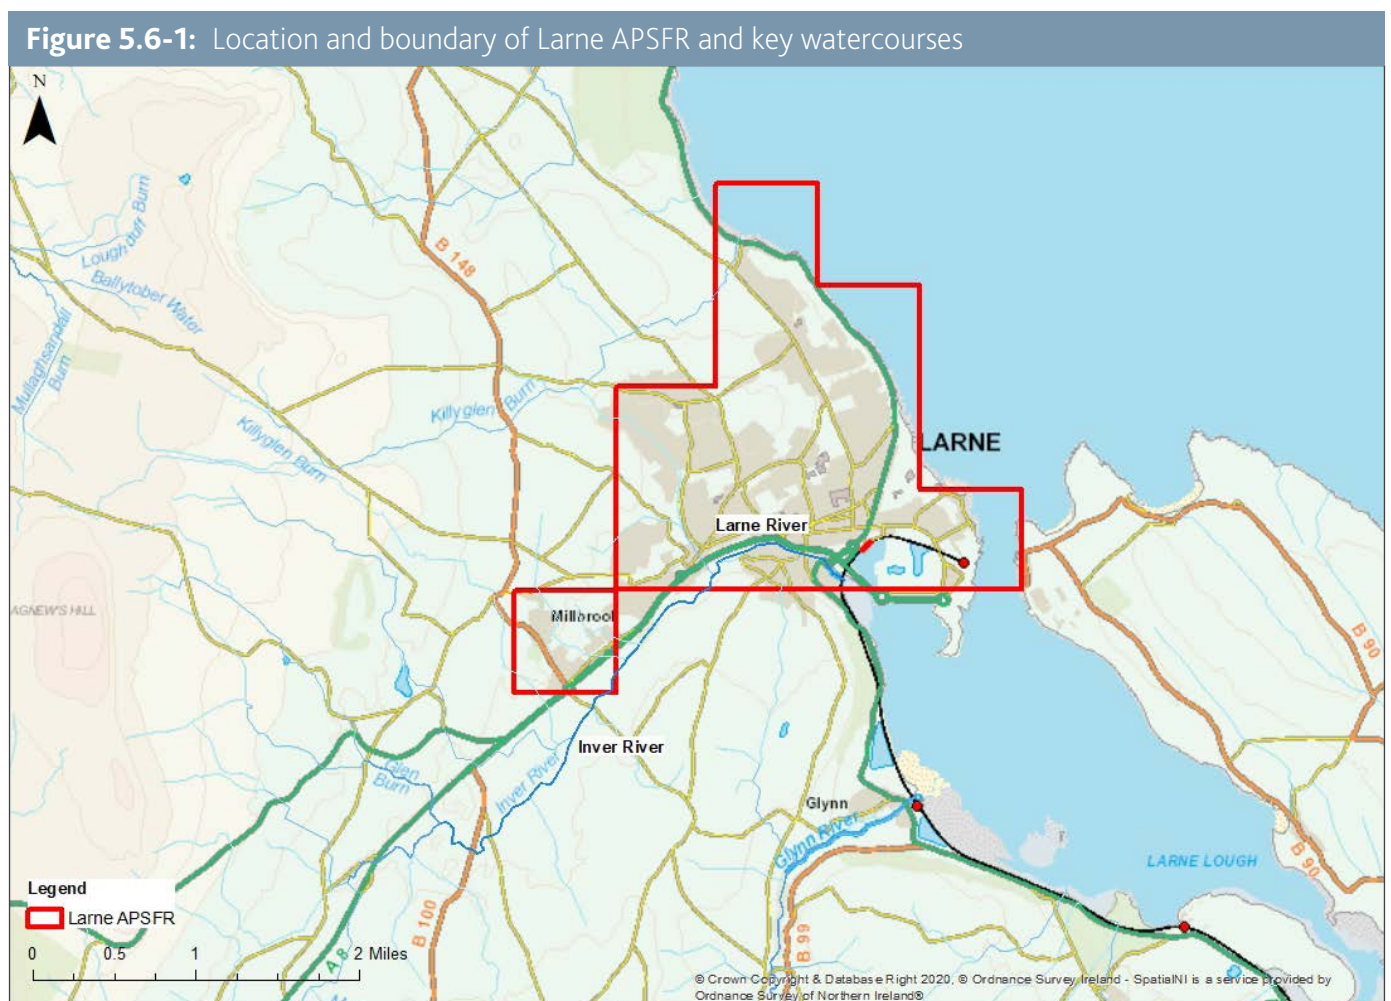 Figure 5.6-1: Location and boundary of Larne APSFR and key watercourses
N
Lough duff Burn
Ballytober Water
Mullaghsandall Burn
B 148
Killyglen Burn
Killyglen Burn
LARNE
Larne River
AGNEW'S HILL
Millbrook
B 90
Inver River
Glen Burn
Inver River
Glynn
Glynn River
LARNE LOUGH
B 90
Legend
Larne APSFR
B 100
B 99
A 8
0 0.5 1 2 Miles
© Crown Copyright & Database Right 2020, © Ordnance Survey Ireland - SpatialNI is a service provided by
Ordnance Survey of Northern Ireland®